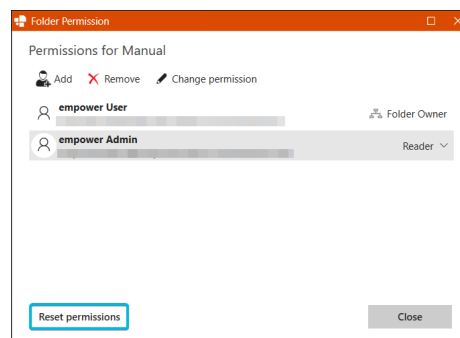 Folder Permission
Permissions for Manual
Add Remove Change permission
empower User
Folder Owner
empower Admin
Reader
Reset permissions Close